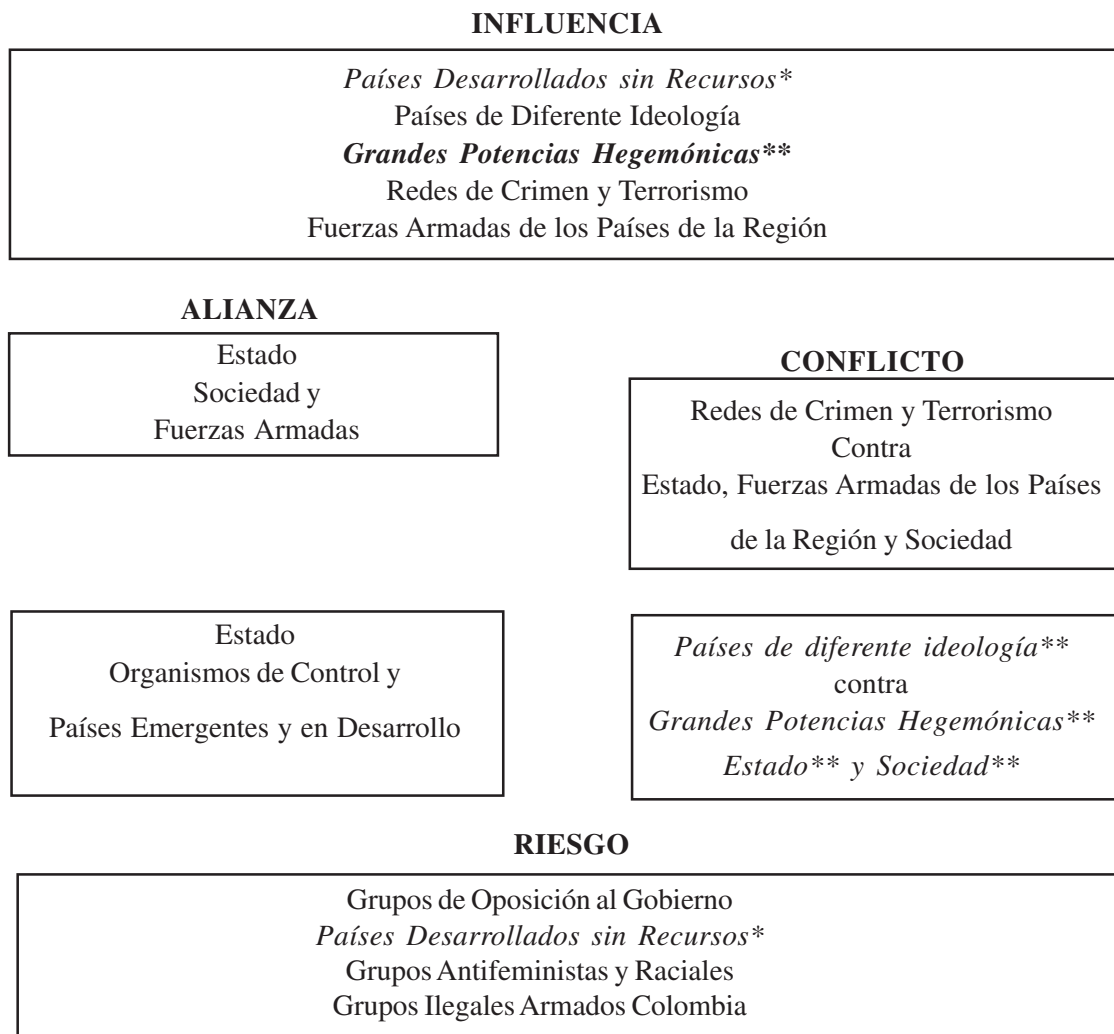 INFLUENCIA
Países Desarrollados sin Recursos*
Países de Diferente Ideología
Grandes Potencias Hegemónicas**
Redes de Crimen y Terrorismo
Fuerzas Armadas de los Países de la Región
ALIANZA
Estado
Sociedad y
Fuerzas Armadas
CONFLICTO
Redes de Crimen y Terrorismo
Contra
Estado, Fuerzas Armadas de los Países
de la Región y Sociedad
Estado
Organismos de Control y
Países Emergentes y en Desarrollo
Países de diferente ideología**
contra
Grandes Potencias Hegemónicas**
Estado** y Sociedad**
RIESGO
Grupos de Oposición al Gobierno
Países Desarrollados sin Recursos*
Grupos Antifeministas y Raciales
Grupos Ilegales Armados Colombia